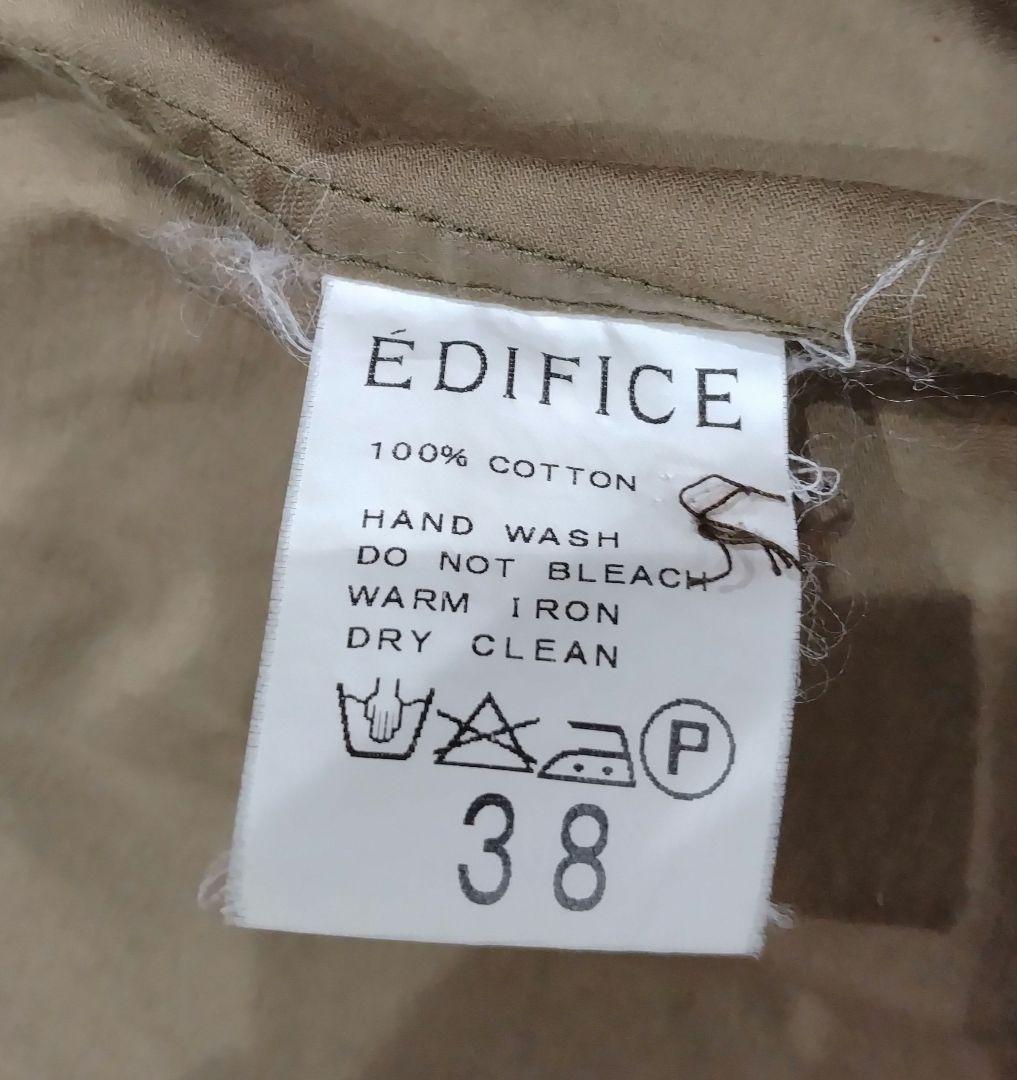 ÉDIFICE
100% COTTON
HAND WASH
DO NOT BLEACH
WARM IRON
DRY CLEAN
P
38